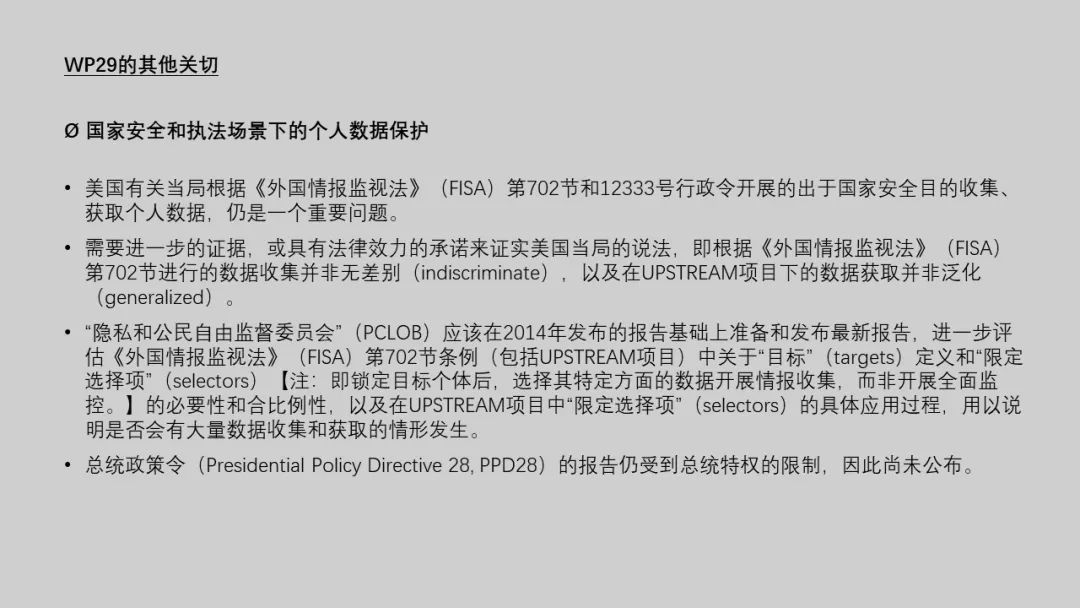 WP29的其他关切
Ø 国家安全和执法场景下的个人数据保护
• 美国有关当局根据《外国情报监视法》（FISA）第702节和12333号行政令开展的出于国家安全目的收集、
获取个人数据，仍是一个重要问题。
• 需要进一步的证据，或具有法律效力的承诺来证实美国当局的说法，即根据《外国情报监视法》（FISA）
第702节进行的数据收集并非无差别（indiscriminate），以及在UPSTREAM项目下的数据获取并非泛化
（generalized）。
• “隐私和公民自由监督委员会”（PCLOB）应该在2014年发布的报告基础上准备和发布最新报告，进一步评
估《外国情报监视法》（FISA）第702节条例（包括UPSTREAM项目）中关于“目标”（targets）定义和“限定
选择项”（selectors）【注：即锁定目标个体后，选择其特定方面的数据开展情报收集，而非开展全面监
控。】的必要性和合比例性，以及在UPSTREAM项目中“限定选择项”（selectors）的具体应用过程，用以说
明是否会有大量数据收集和获取的情形发生。
• 总统政策令（Presidential Policy Directive 28, PPD28）的报告仍受到总统特权的限制，因此尚未公布。